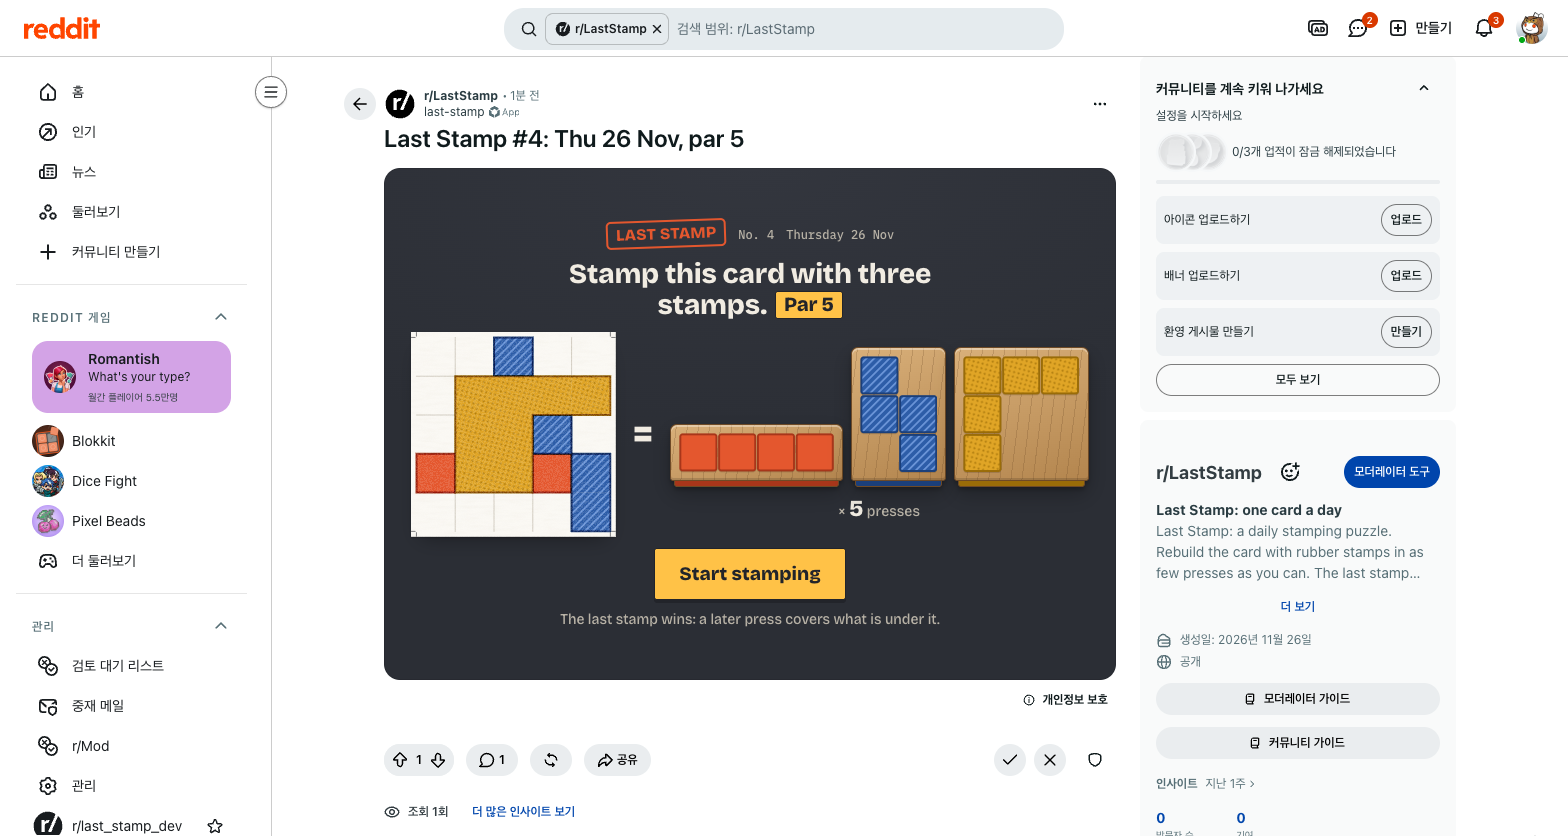 reddit
r/LastStamp
검색 범위: r/LastStamp
AD
2
만들기
3
홈
인기
뉴스
둘러보기
커뮤니티 만들기
REDDIT 게임
Romantish
What's your type?
월간 플레이어 5.5만명
Blokkit
Dice Fight
Pixel Beads
더 둘러보기
관리
검토 대기 리스트
중재 메일
r/Mod
관리
r/last_stamp_dev
r/LastStamp • 1분 전
last-stamp App
Last Stamp #4: Thu 26 Nov, par 5
LAST STAMP No. 4 Thursday 26 Nov
Stamp this card with three
stamps. Par 5
=
× 5 presses
Start stamping
The last stamp wins: a later press covers what is under it.
개인정보 보호
1
1
공유
조회 1회
더 많은 인사이트 보기
커뮤니티를 계속 키워 나가세요
설정을 시작하세요
0/3개 업적이 잠금 해제되었습니다
아이콘 업로드하기
업로드
배너 업로드하기
업로드
환영 게시물 만들기
만들기
모두 보기
r/LastStamp
모더레이터 도구
Last Stamp: one card a day
Last Stamp: a daily stamping puzzle.
Rebuild the card with rubber stamps in as
few presses as you can. The last stamp...
더 보기
생성일: 2026년 11월 26일
공개
모더레이터 가이드
커뮤니티 가이드
인사이트 지난 1주
0
0